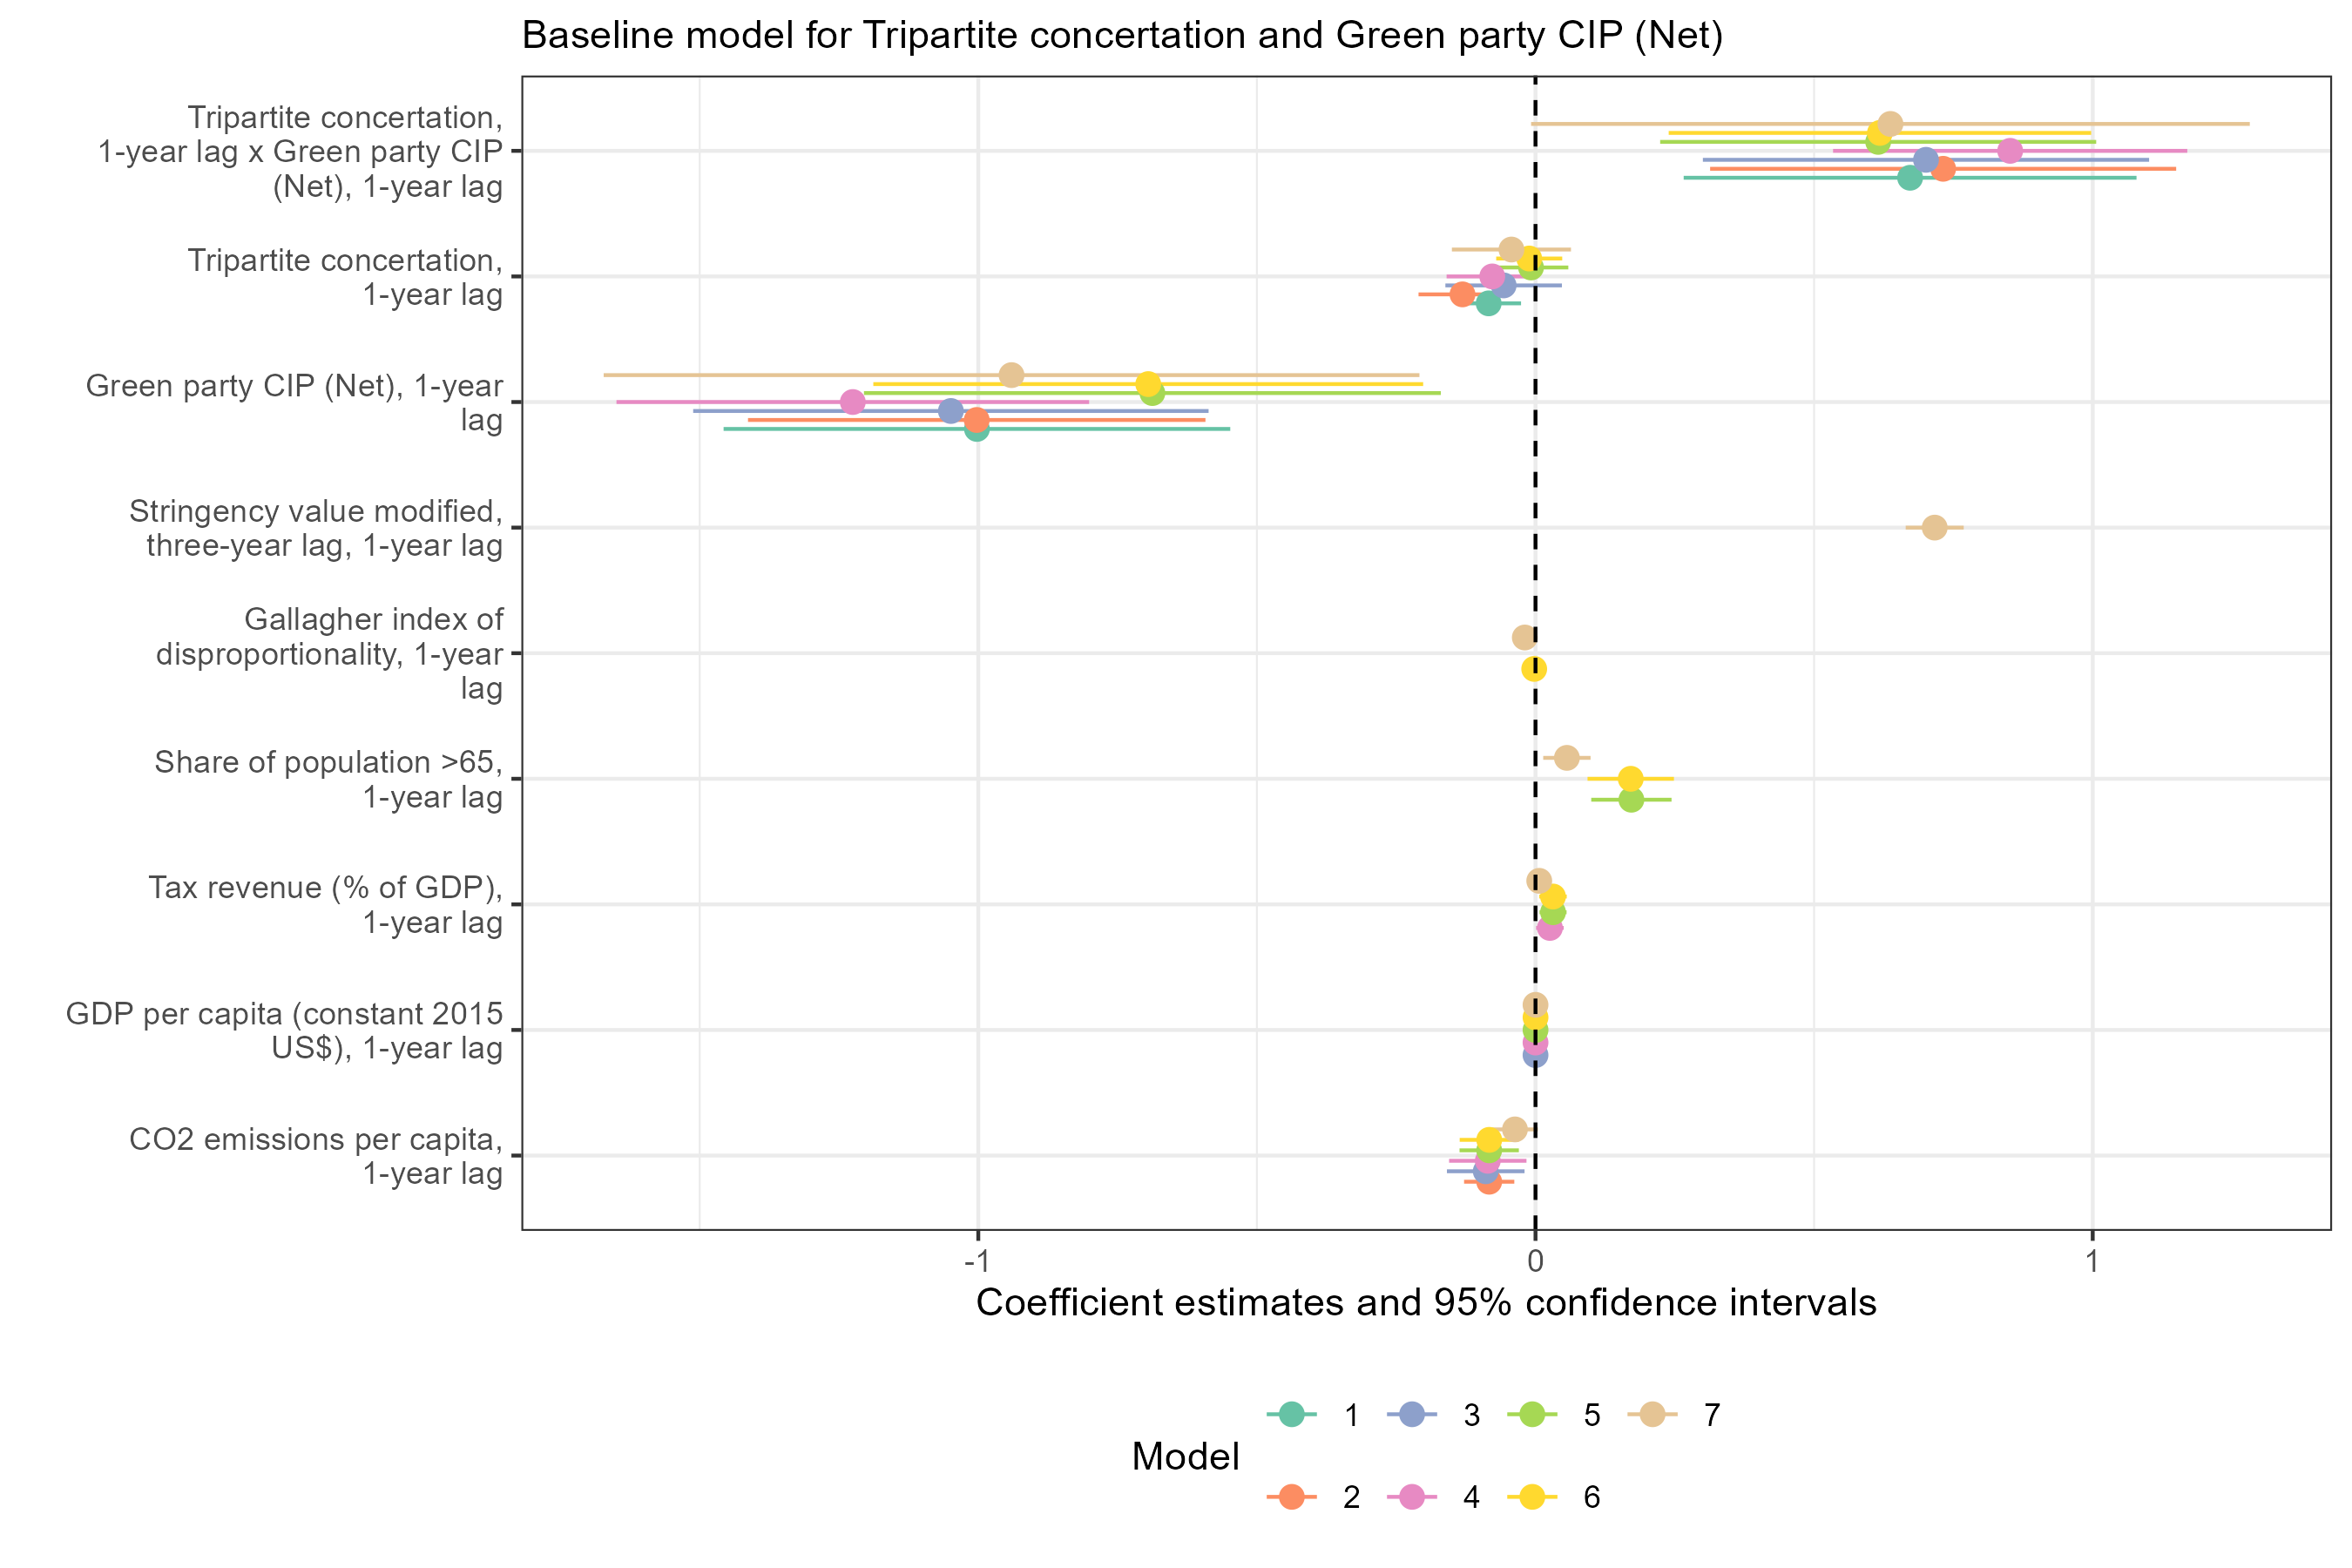 Baseline model for Tripartite concertation and Green party CIP (Net)
Tripartite concertation,
1-year lag x Green party CIP
(Net), 1-year lag
Tripartite concertation,
1-year lag
Green party CIP (Net), 1-year
lag
Stringency value modified,
three-year lag, 1-year lag
Gallagher index of
disproportionality, 1-year
lag
Share of population >65,
1-year lag
Tax revenue (% of GDP),
1-year lag
GDP per capita (constant 2015
US$), 1-year lag
CO2 emissions per capita,
1-year lag
-1 0 1
Coefficient estimates and 95% confidence intervals
Model
1 3 5 7
2 4 6